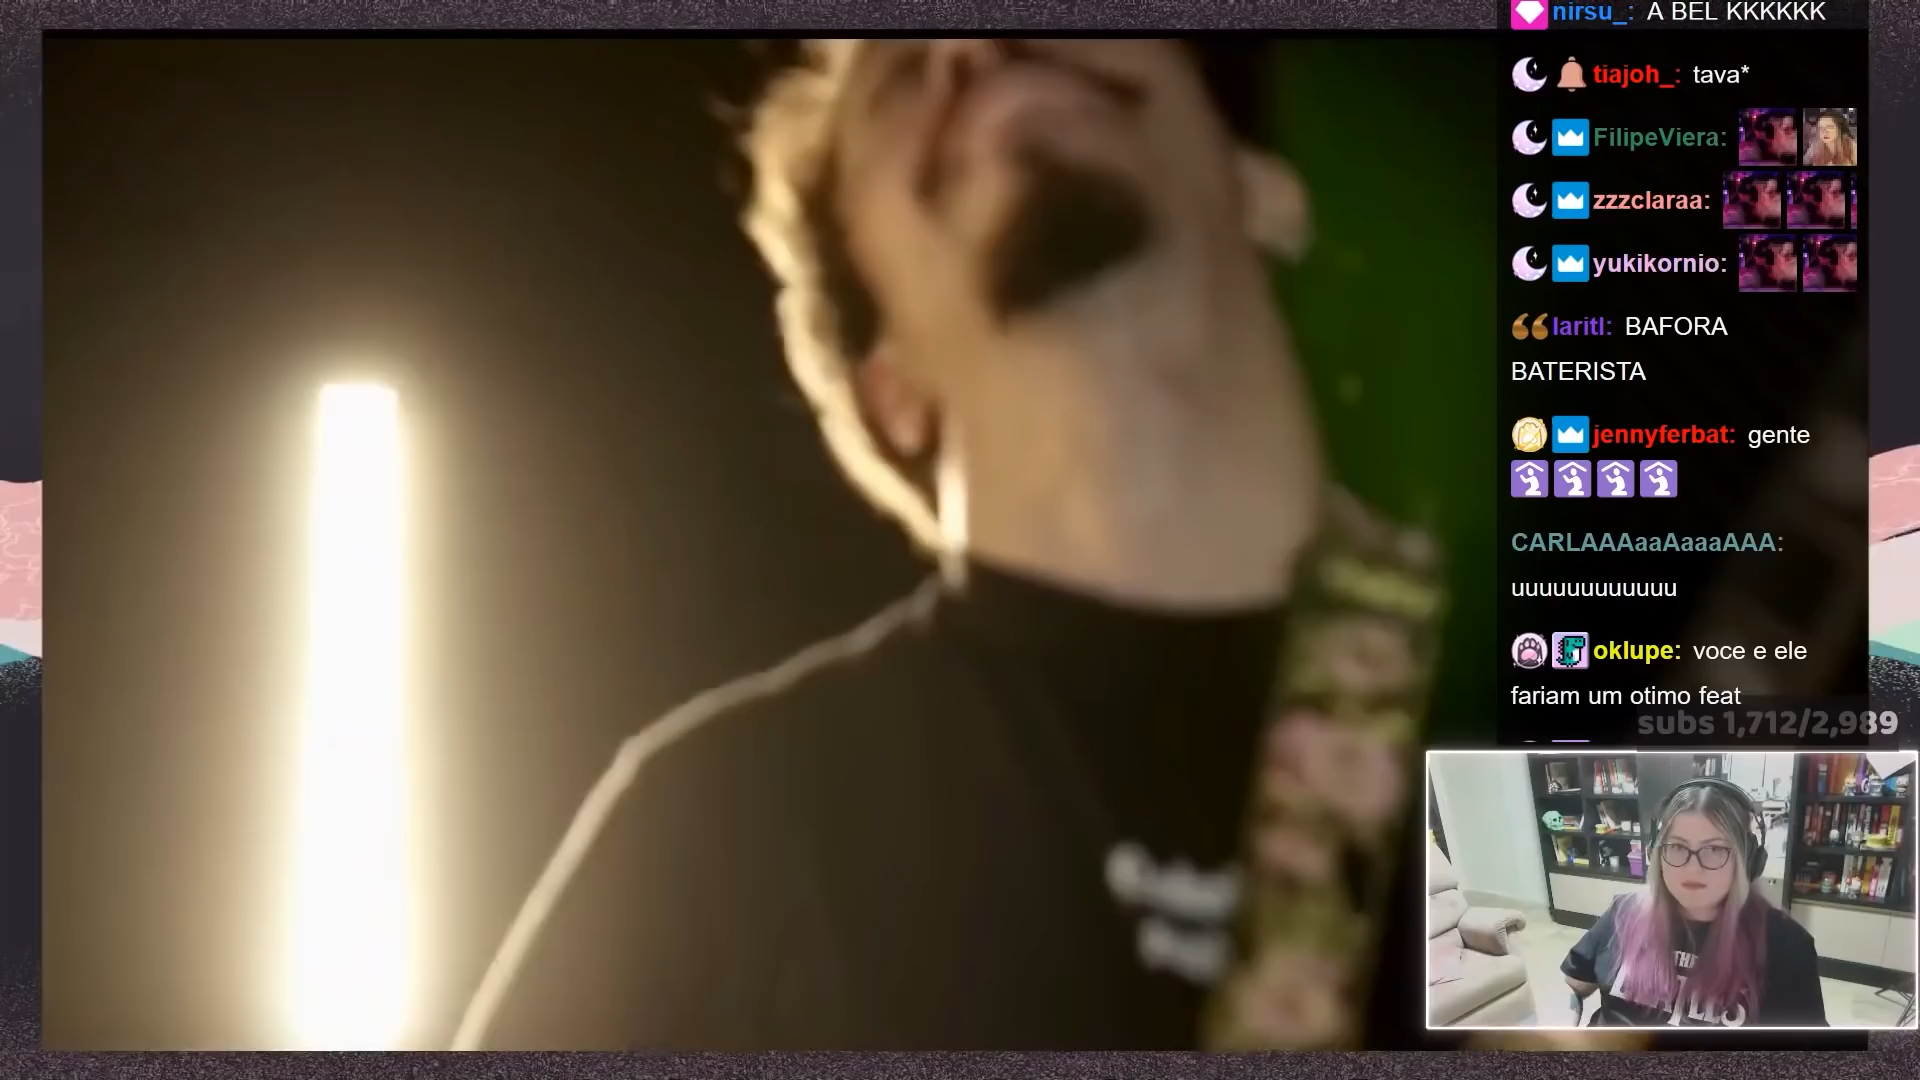 nirsu_: A BEL KKKKKK
tiajoh_: tava*
FilipeViera:
zzzclaraa:
yukikornio:
laritl: BAFORA
BATERISTA
jennyferbat: gente
CARLAAAaaAaaaAAA:
uuuuuuuuuuuu
oklupe: voce e ele
fariam um otimo feat
subs 1,712/2,989
THE